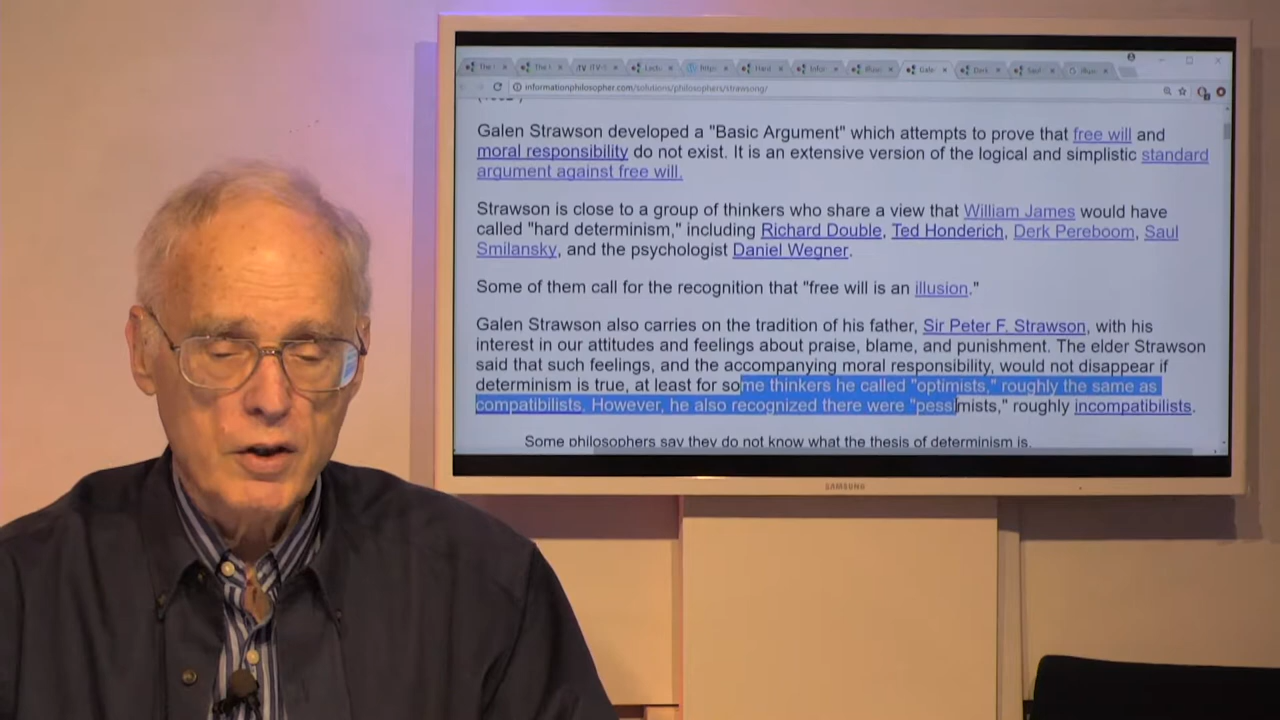 informationphilosopher.com/solutions/philosophers/strawsong/
Galen Strawson developed a "Basic Argument" which attempts to prove that free will and
moral responsibility do not exist. It is an extensive version of the logical and simplistic standard
argument against free will.
Strawson is close to a group of thinkers who share a view that William James would have
called "hard determinism," including Richard Double, Ted Honderich, Derk Pereboom, Saul
Smilansky, and the psychologist Daniel Wegner.
Some of them call for the recognition that "free will is an illusion."
Galen Strawson also carries on the tradition of his father, Sir Peter F. Strawson, with his
interest in our attitudes and feelings about praise, blame, and punishment. The elder Strawson
said that such feelings, and the accompanying moral responsibility, would not disappear if
determinism is true, at least for some thinkers he called "optimists," roughly the same as
compatibilists. However, he also recognized there were "pessimists," roughly incompatibilists.
Some philosophers say they do not know what the thesis of determinism is.
SAMSUNG